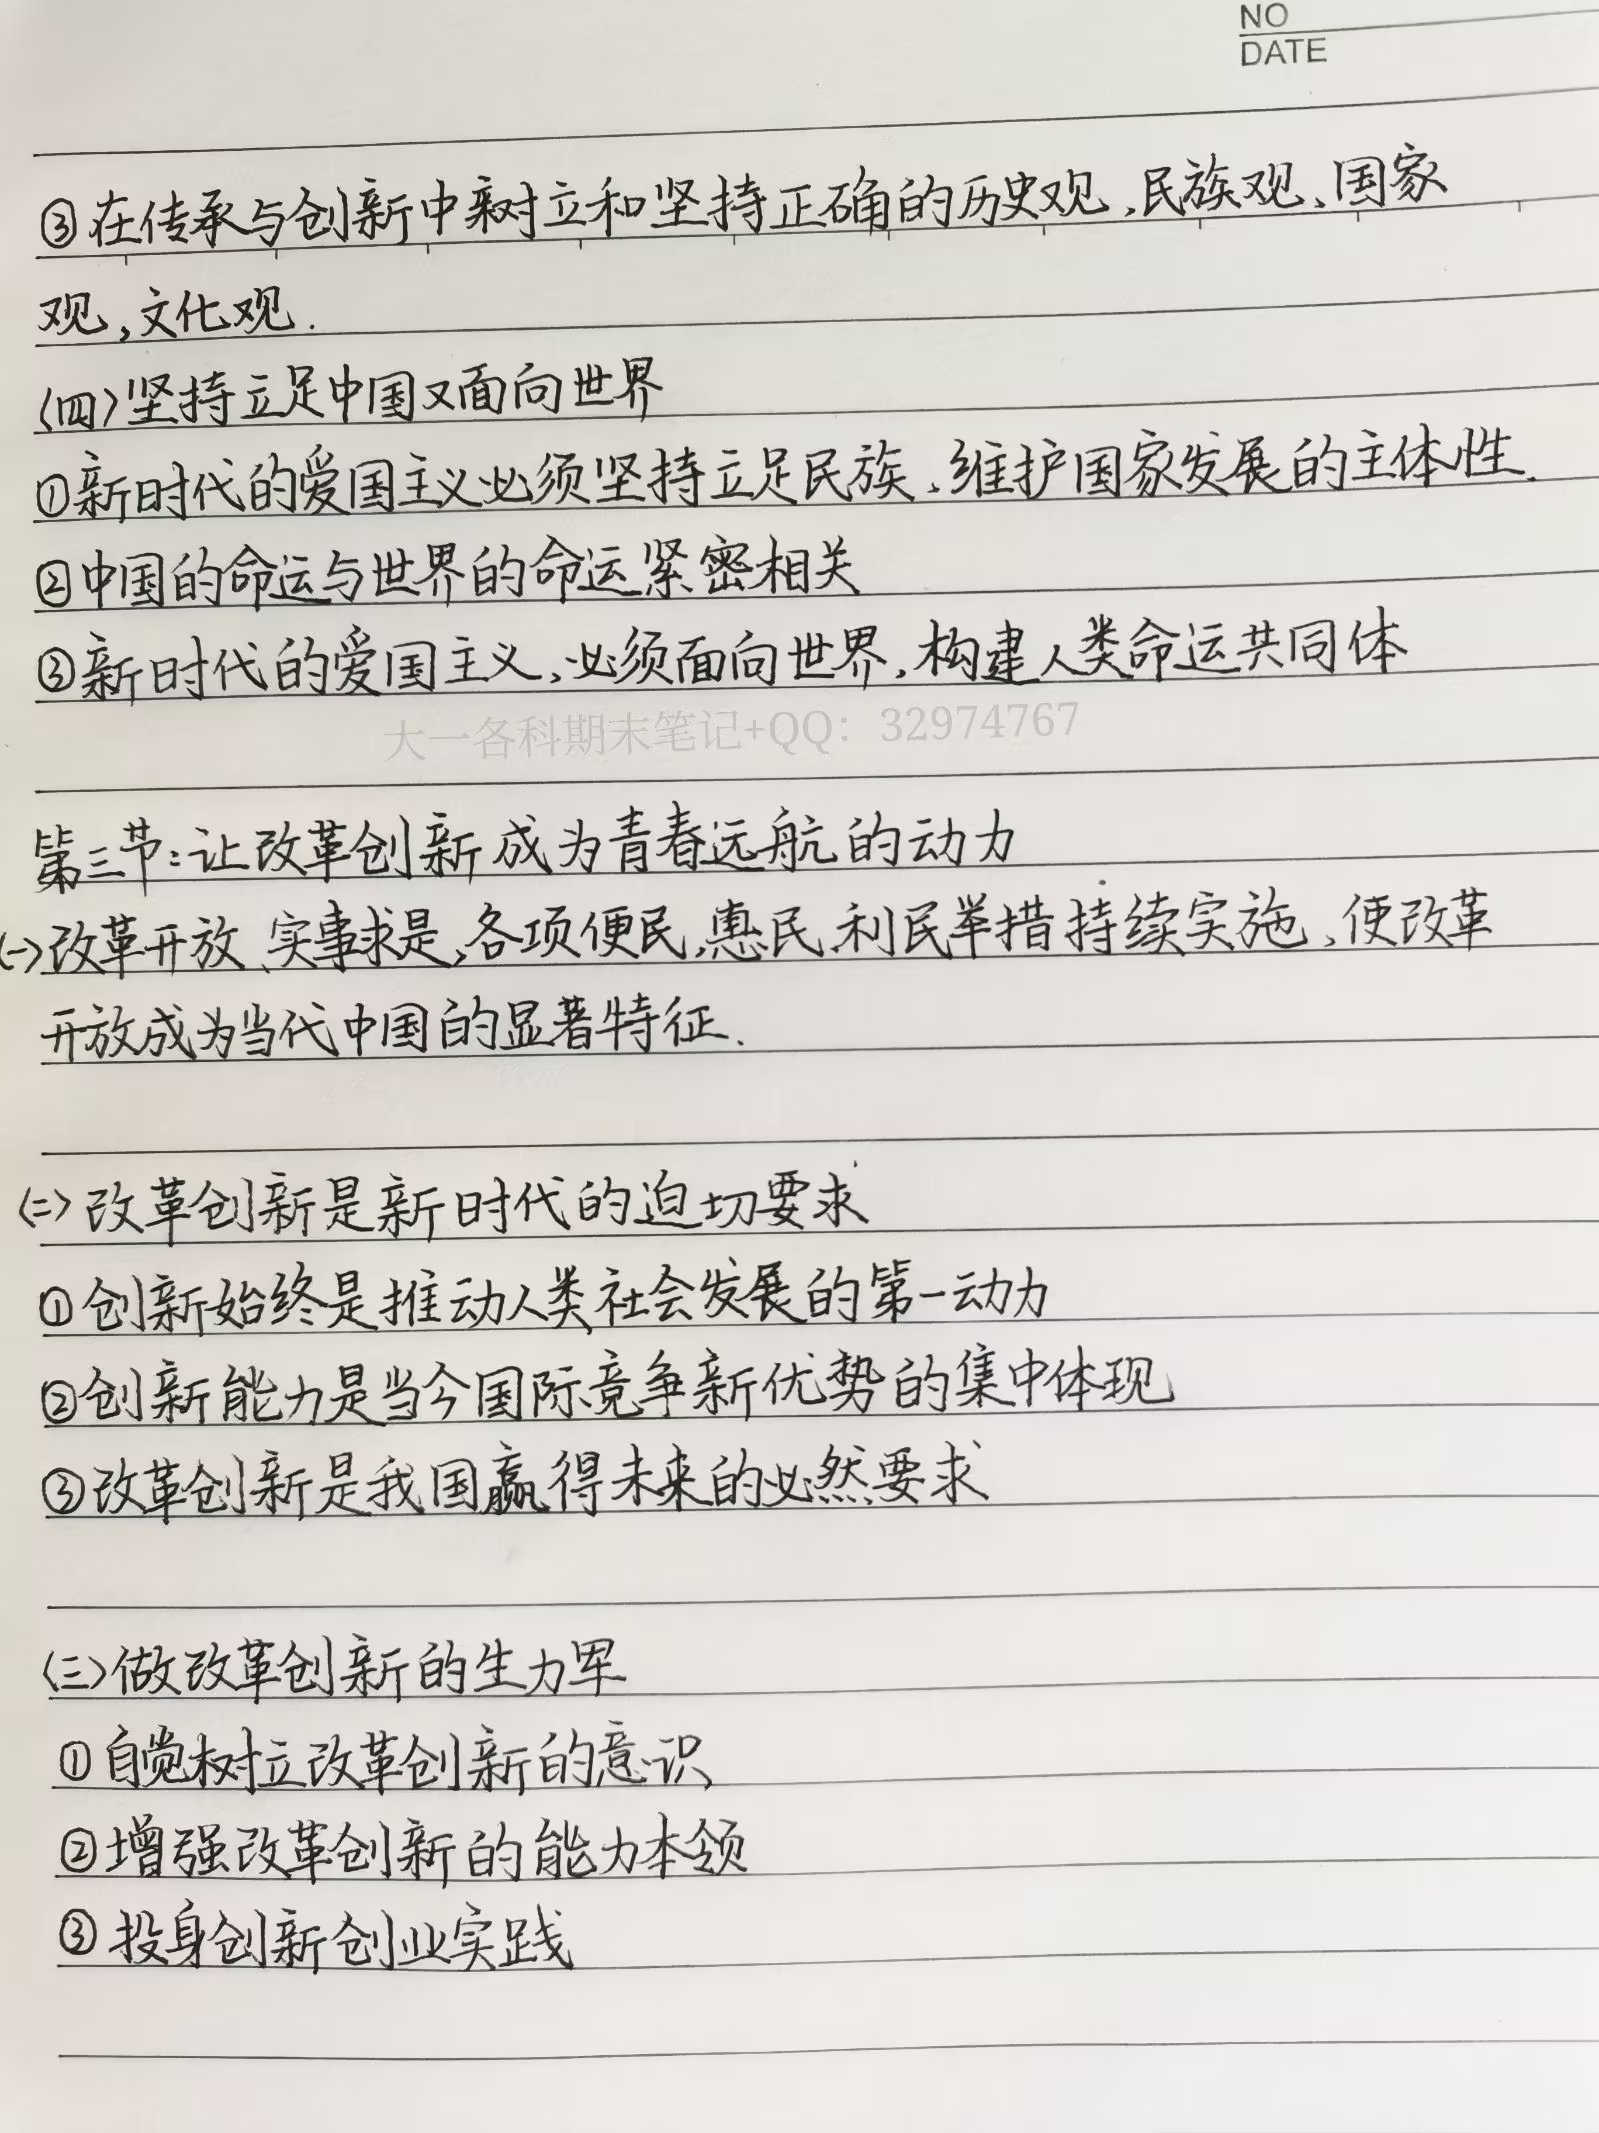 NO
DATE
③在传承与创新中树立和坚持正确的历史观、民族观、国家
观,文化观.
(四)坚持立足中国又面向世界
①新时代的爱国主义必须坚持立足民族、维护国家发展的主体性.
②中国的命运与世界的命运紧密相关
③新时代的爱国主义,必须面向世界,构建人类命运共同体
大一各科期末笔记+QQ：32974767
第三节:让改革创新成为青春远航的动力
(一)改革开放、实事求是,各项便民,惠民,利民举措持续实施、使改革
开放成为当代中国的显著特征.
(二)改革创新是新时代的迫切要求
①创新始终是推动人类社会发展的第一动力
②创新能力是当今国际竞争新优势的集中体现
③改革创新是我国赢得未来的必然要求
(三)做改革创新的生力军
①自觉树立改革创新的意识
②增强改革创新的能力本领
③投身创新创业实践